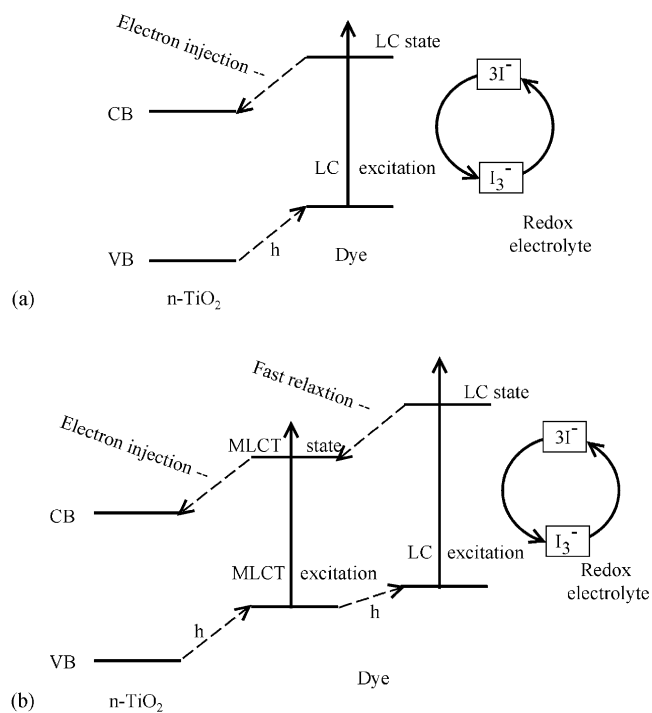 Electron injection --
LC state
CB
3I⁻
LC excitation
I₃⁻
Redox
electrolyte
VB
h
Dye
(a)
n-TiO₂
Fast relaxtion --
LC state
Electron injection --
MLCT state
3I⁻
CB
LC excitation
I₃⁻
MLCT excitation
Redox
electrolyte
h
h
VB
Dye
(b)
n-TiO₂